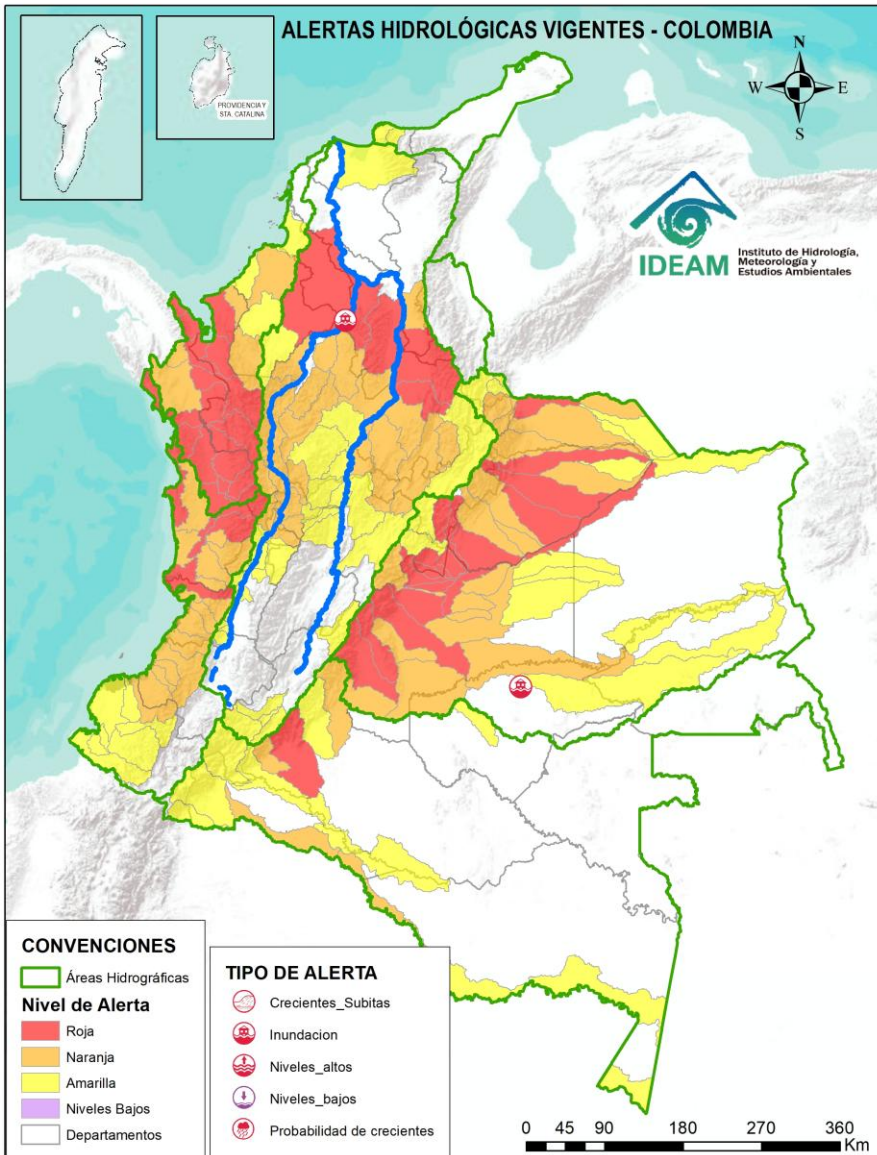 ALERTAS HIDROLÓGICAS VIGENTES - COLOMBIA
PROVIDENCIA Y
STA. CATALINA
N
W
E
S
IDEAM
Instituto de Hidrología,
Meteorología y
Estudios Ambientales
CONVENCIONES
Áreas Hidrográficas
Nivel de Alerta
Roja
Naranja
Amarilla
Niveles Bajos
Departamentos
TIPO DE ALERTA
Crecientes_Subitas
Inundacion
Niveles_altos
Niveles_bajos
Probabilidad de crecientes
0 45 90 180 270 360
Km